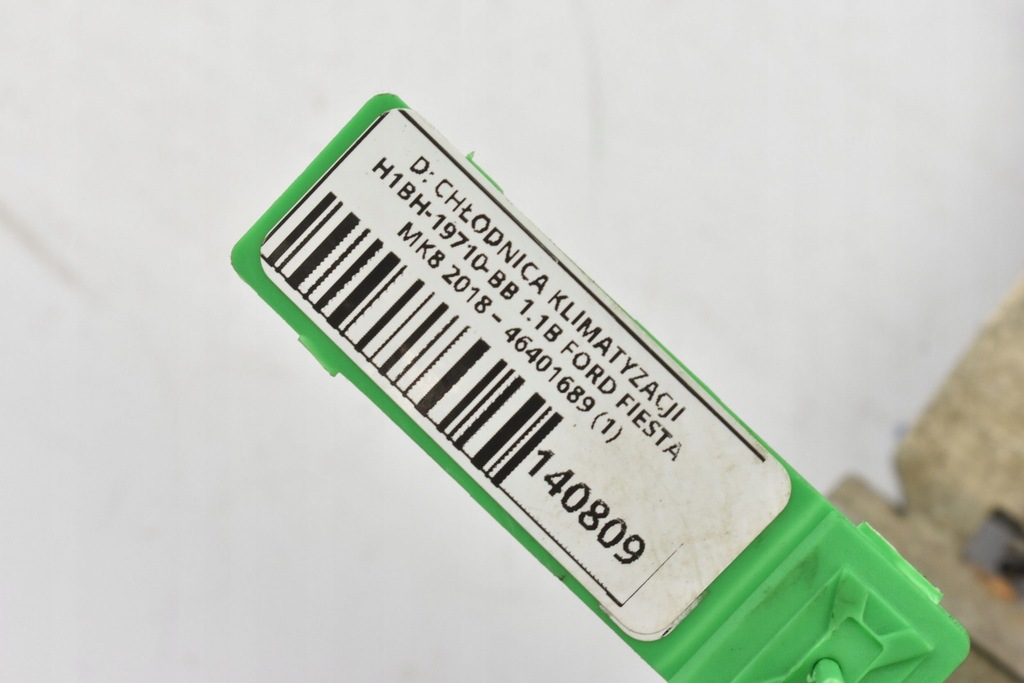 D: CHŁODNICA KLIMATYZACJI
H1BH-19710-BB 1.1B FORD FIESTA
MK8 2018 - 46401689 (1)
140809